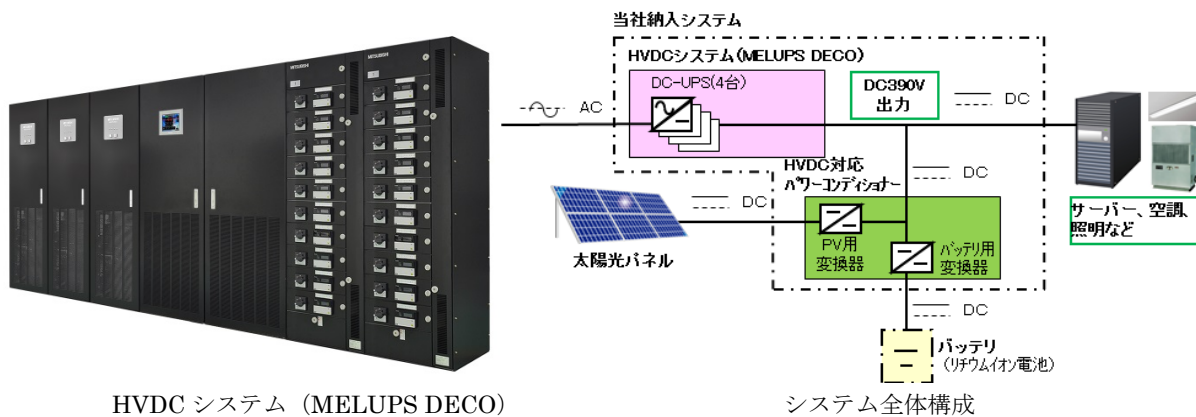 当社納入システム
HVDCシステム(MELUPS DECO)
DC-UPS(4台)
DC390V
出力
AC
DC
HVDC対応
パワーコンディショナー
DC
DC
PV用
変換器
バッテリ用
変換器
太陽光パネル
サーバー、空調、
照明など
DC
バッテリ
(リチウムイオン電池)
MITSUBISHI
MITSUBISHI
HVDC システム（MELUPS DECO）
システム全体構成